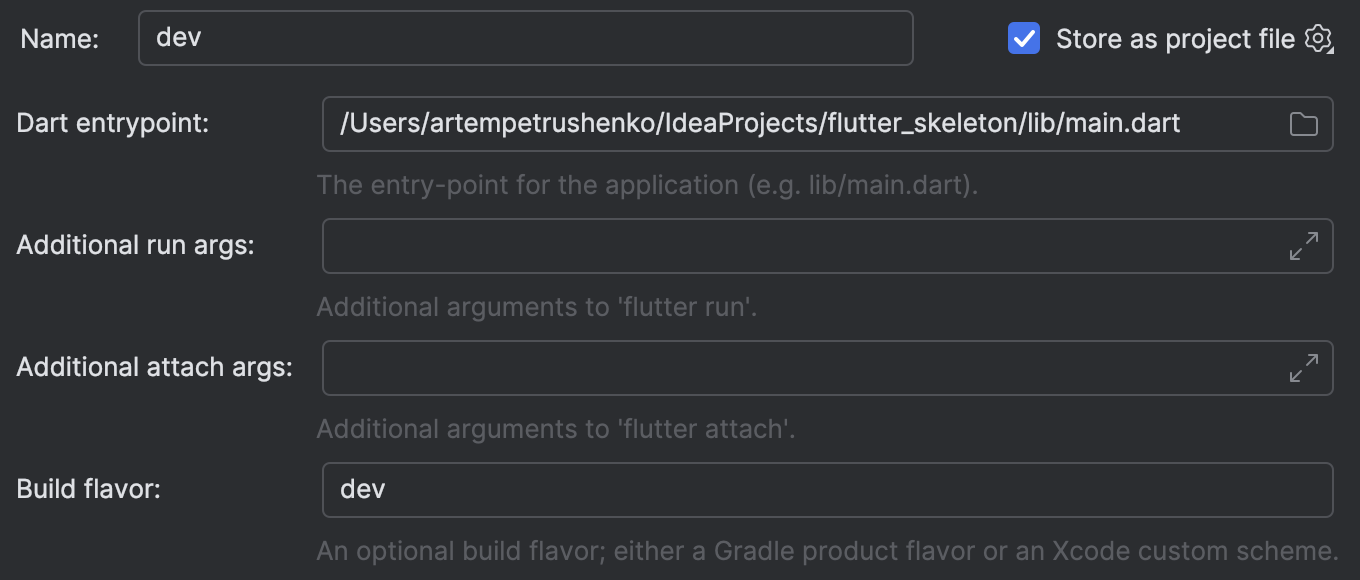 Name: dev Store as project file
Dart entrypoint: /Users/artempetrushenko/IdeaProjects/flutter_skeleton/lib/main.dart
The entry-point for the application (e.g. lib/main.dart).
Additional run args:
Additional arguments to 'flutter run'.
Additional attach args:
Additional arguments to 'flutter attach'.
Build flavor: dev
An optional build flavor; either a Gradle product flavor or an Xcode custom scheme.